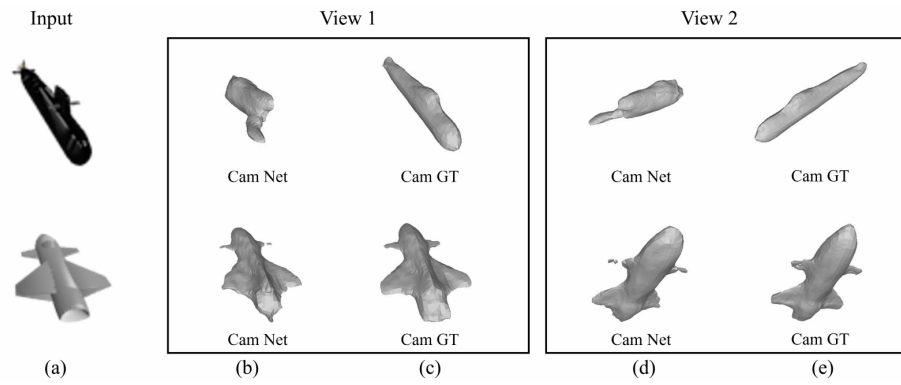 Input View 1 View 2
Cam Net Cam GT Cam Net Cam GT
Cam Net Cam GT Cam Net Cam GT
(a) (b) (c) (d) (e)